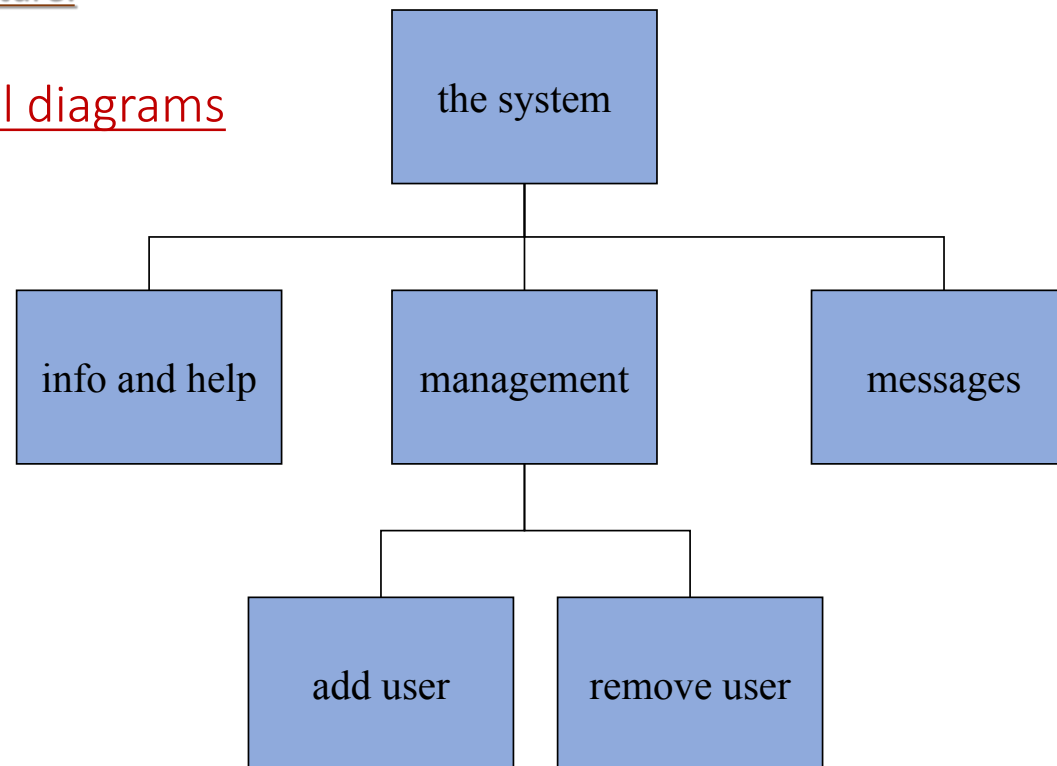 l diagrams
the system
info and help
management
messages
add user
remove user